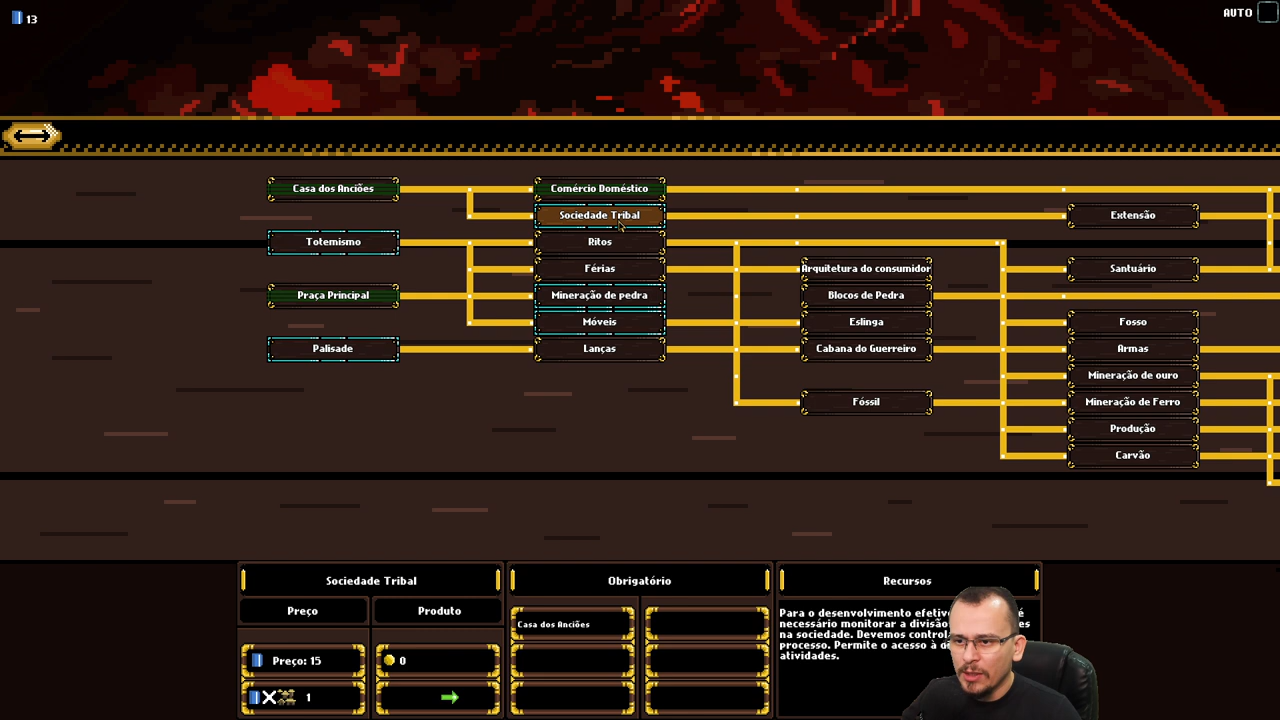 13
AUTO
Casa dos Anciões
Comércio Doméstico
Sociedade Tribal
Extensão
Totemismo
Ritos
Férias
Arquitetura do consumidor
Santuário
Praça Principal
Mineração de pedra
Blocos de Pedra
Móveis
Eslinga
Fosso
Palisade
Lanças
Cabana do Guerreiro
Armas
Mineração de ouro
Fóssil
Mineração de Ferro
Produção
Carvão
Sociedade Tribal
Obrigatório
Recursos
Preço
Produto
Casa dos Anciões
Preço: 15
0
1
Para o desenvolvimento efetivo
necessário monitorar a divisão
na sociedade. Devemos
processo. Permite o acesso à
atividades.